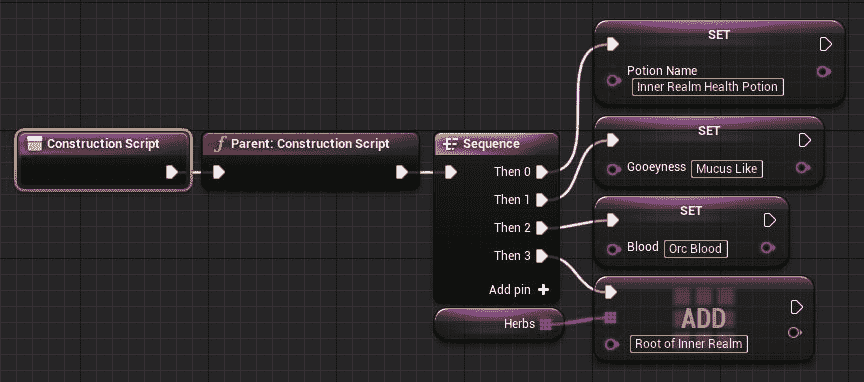 Construction Script
f Parent: Construction Script
Sequence
Then 0
Then 1
Then 2
Then 3
Add pin +
Herbs
SET
Potion Name
Inner Realm Health Potion
SET
Gooeyness Mucus Like
SET
Blood Orc Blood
ADD
Root of Inner Realm